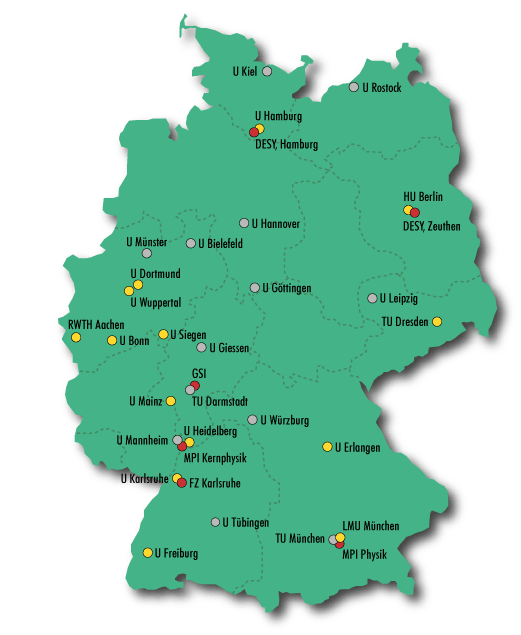 U Kiel
U Rostock
U Hamburg
DESY, Hamburg
HU Berlin
DESY, Zeuthen
U Hannover
U Münster
U Bielefeld
U Dortmund
U Göttingen
U Wuppertal
U Leipzig
TU Dresden
RWTH Aachen
U Siegen
U Bonn
U Giessen
GSI
U Mainz
TU Darmstadt
U Würzburg
U Heidelberg
U Mannheim
U Erlangen
MPI Kernphysik
U Karlsruhe
FZ Karlsruhe
U Tübingen
LMU München
TU München
U Freiburg
MPI Physik